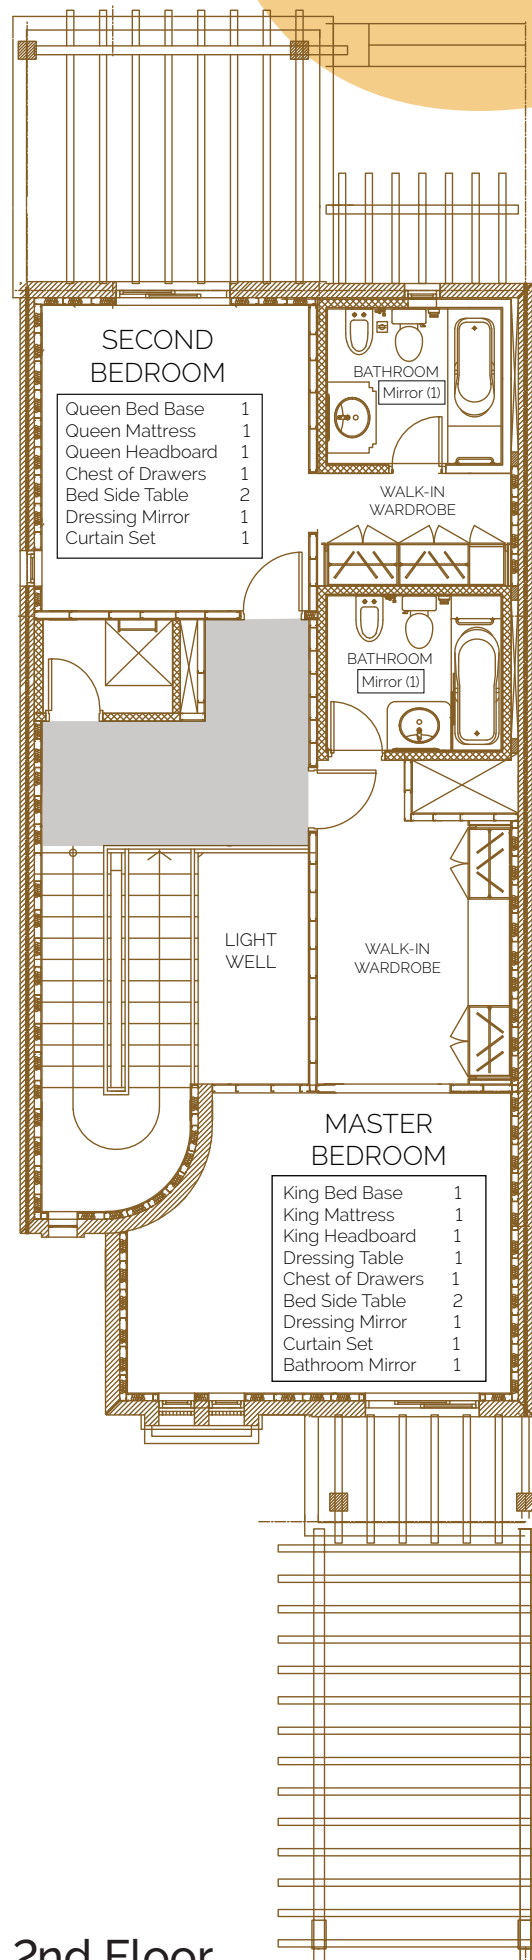 SECOND
BEDROOM
Queen Bed Base 1
Queen Mattress 1
Queen Headboard 1
Chest of Drawers 1
Bed Side Table 2
Dressing Mirror 1
Curtain Set 1
BATHROOM
Mirror (1)
WALK-IN
WARDROBE
BATHROOM
Mirror (1)
LIGHT
WELL
WALK-IN
WARDROBE
MASTER
BEDROOM
King Bed Base 1
King Mattress 1
King Headboard 1
Dressing Table 1
Chest of Drawers 1
Bed Side Table 2
Dressing Mirror 1
Curtain Set 1
Bathroom Mirror 1
2nd Floor